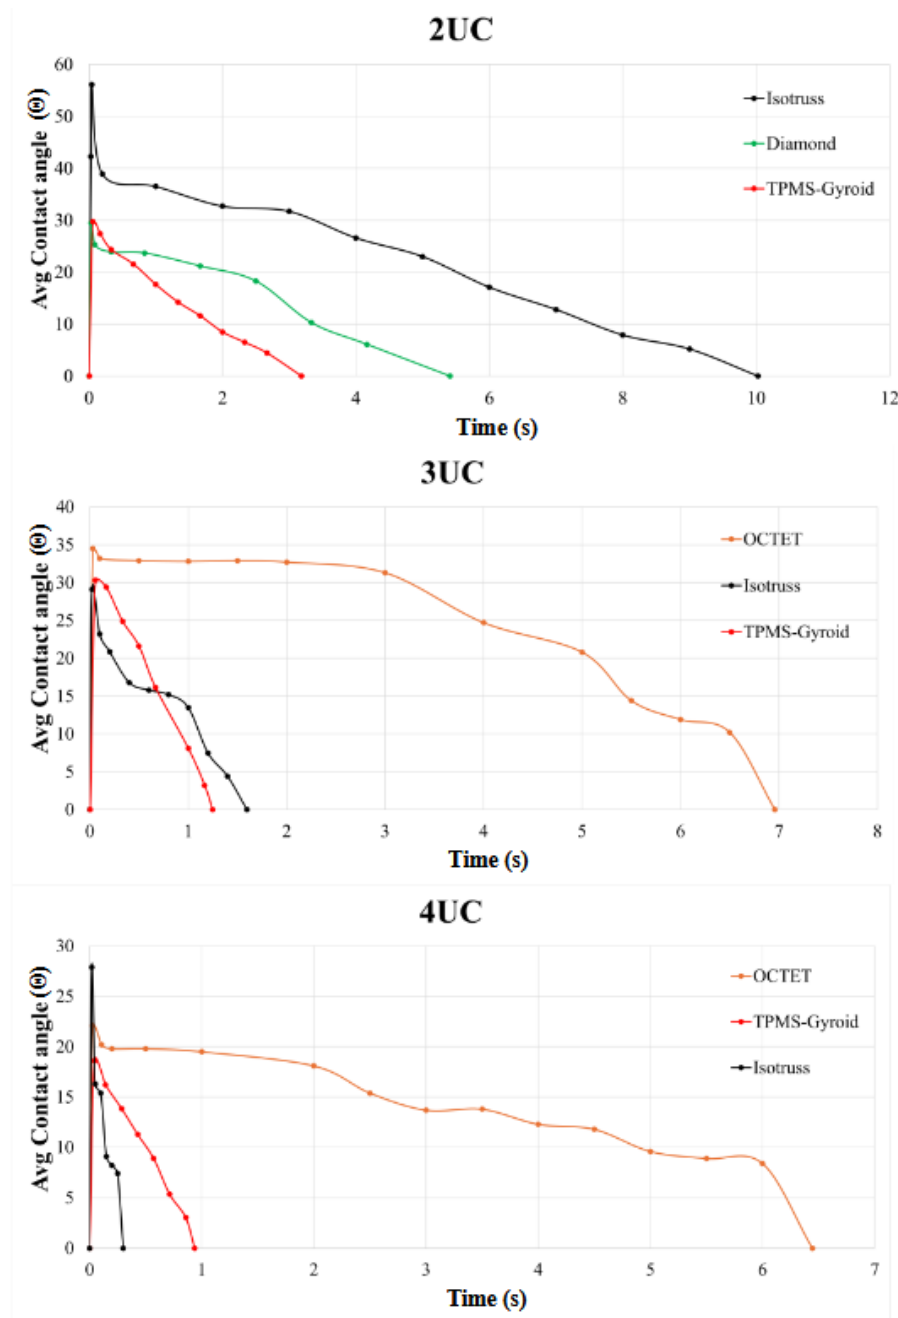 2UC
60
50
40
30
20
10
0
Avg Contact angle (Θ)
Isotruss
Diamond
TPMS-Gyroid
0 2 4 6 8 10 12
Time (s)
3UC
40
35
30
25
20
15
10
5
0
Avg Contact angle (Θ)
OCTET
Isotruss
TPMS-Gyroid
0 1 2 3 4 5 6 7 8
Time (s)
4UC
30
25
20
15
10
5
0
Avg Contact angle (Θ)
OCTET
TPMS-Gyroid
Isotruss
0 1 2 3 4 5 6 7
Time (s)